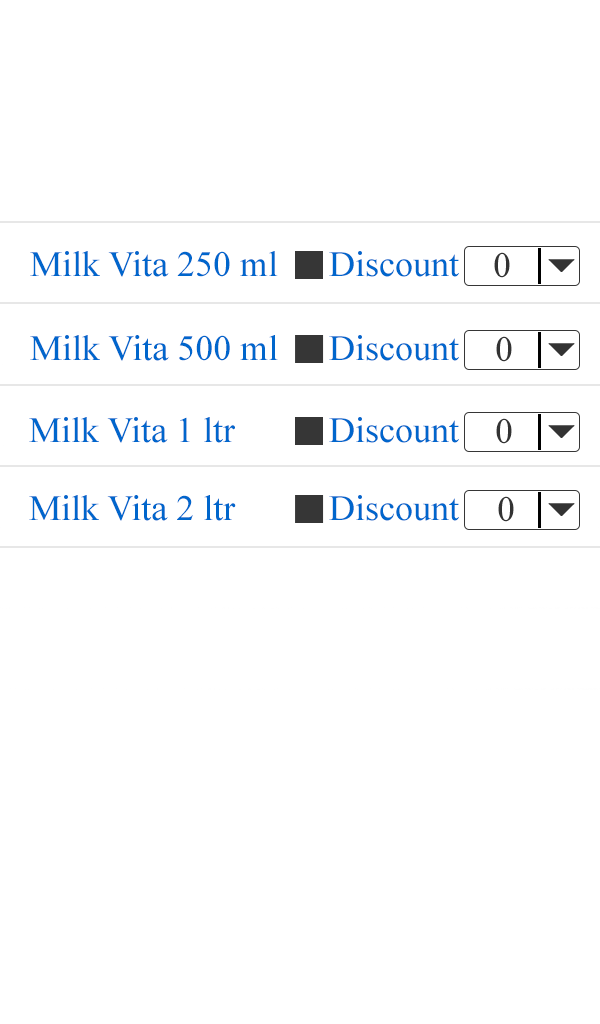 Milk Vita 250 ml Discount 0
Milk Vita 500 ml Discount 0
Milk Vita 1 ltr Discount 0
Milk Vita 2 ltr Discount 0